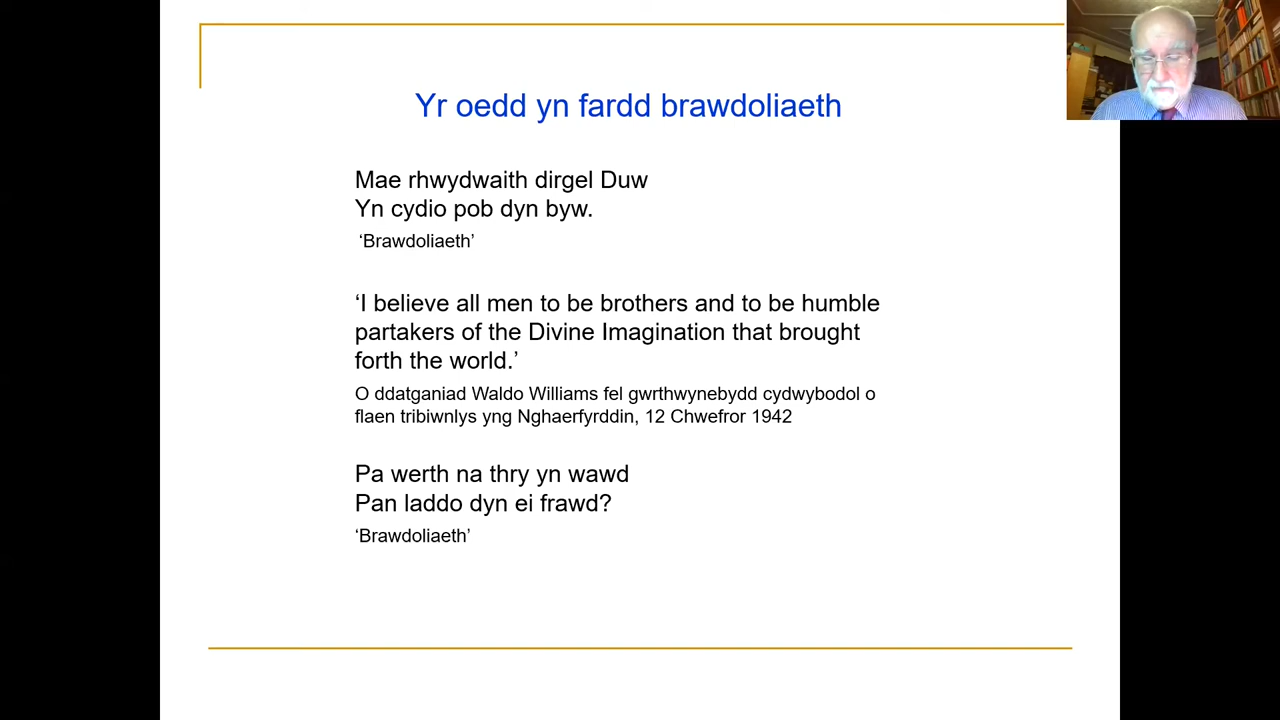 Yr oedd yn fardd brawdoliaeth
Mae rhwydwaith dirgel Duw
Yn cydio pob dyn byw.
‘Brawdoliaeth’
‘I believe all men to be brothers and to be humble
partakers of the Divine Imagination that brought
forth the world.’
O ddatganiad Waldo Williams fel gwrthwynebydd cydwybodol o
flaen tribiwnlys yng Nghaerfyrddin, 12 Chwefror 1942
Pa werth na thry yn wawd
Pan laddo dyn ei frawd?
‘Brawdoliaeth’